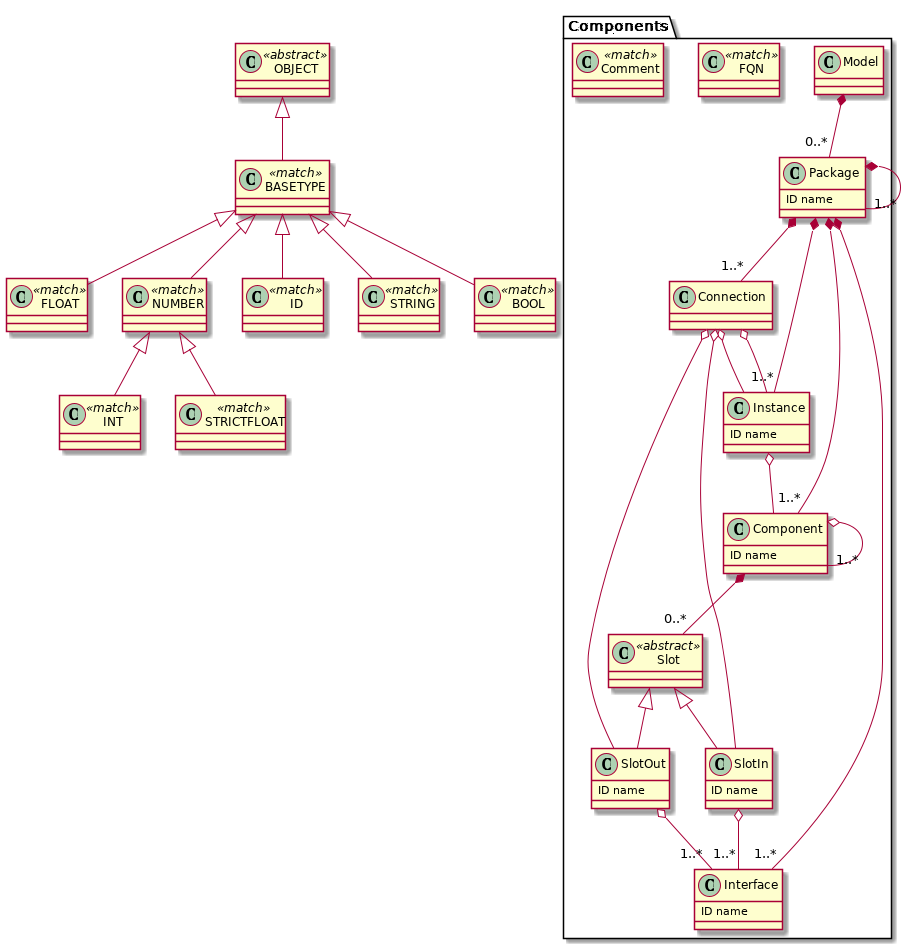 Components
«abstract»
OBJECT
C
«match»
Comment
C
«match»
FQN
C
Model
C
0..*
«match»
BASETYPE
C
Package
C
ID name
1..*
1..*
«match»
FLOAT
C
«match»
NUMBER
C
«match»
ID
C
«match»
STRING
C
«match»
BOOL
C
Connection
C
1..*
«match»
INT
C
«match»
STRICTFLOAT
C
Instance
C
ID name
1..*
Component
C
ID name
1..*
0..*
«abstract»
Slot
C
SlotOut
C
ID name
SlotIn
C
ID name
1..*
1..*
1..*
Interface
C
ID name